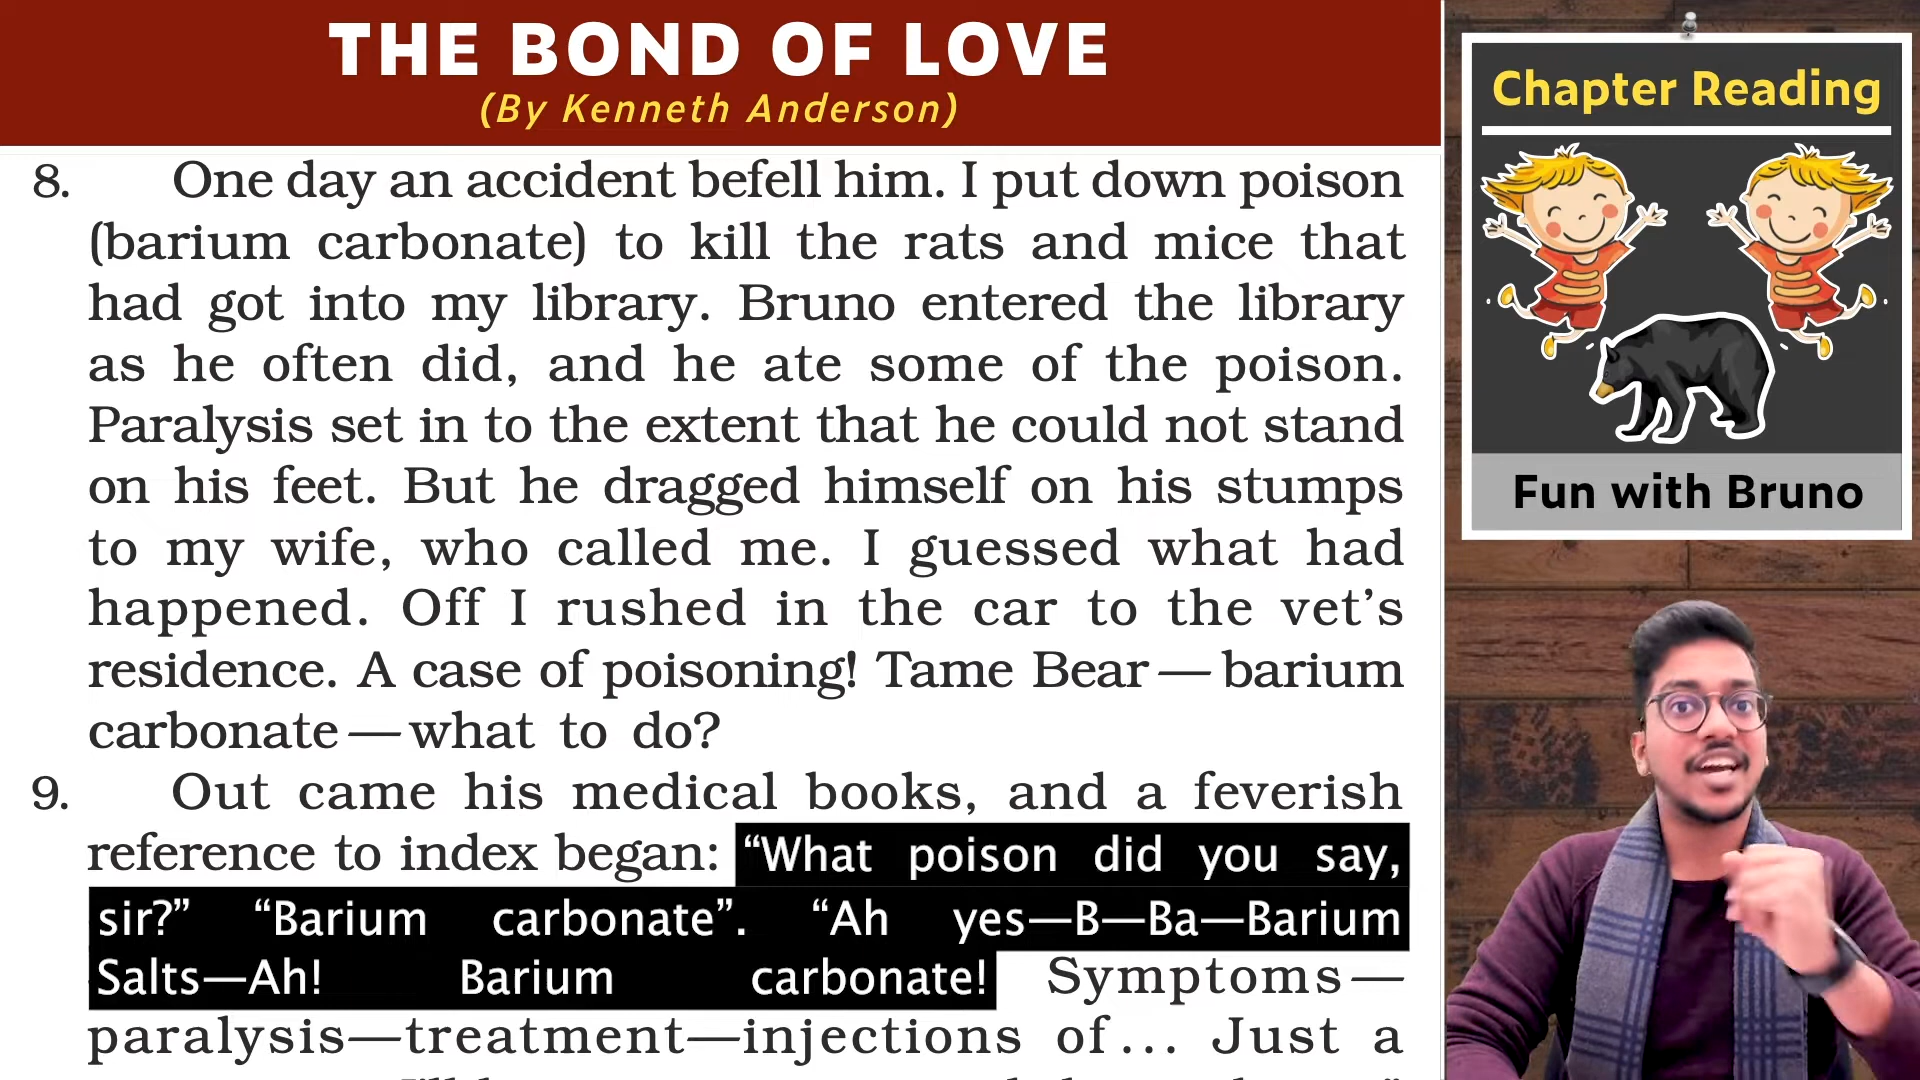 THE BOND OF LOVE
(By Kenneth Anderson)
8. One day an accident befell him. I put down poison
(barium carbonate) to kill the rats and mice that
had got into my library. Bruno entered the library
as he often did, and he ate some of the poison.
Paralysis set in to the extent that he could not stand
on his feet. But he dragged himself on his stumps
to my wife, who called me. I guessed what had
happened. Off I rushed in the car to the vet’s
residence. A case of poisoning! Tame Bear—barium
carbonate—what to do?
9. Out came his medical books, and a feverish
reference to index began: “What poison did you say,
sir?” “Barium carbonate”. “Ah yes—B—Ba—Barium
Salts—Ah! Barium carbonate! Symptoms—
paralysis—treatment—injections of... Just a
Chapter Reading
Fun with Bruno